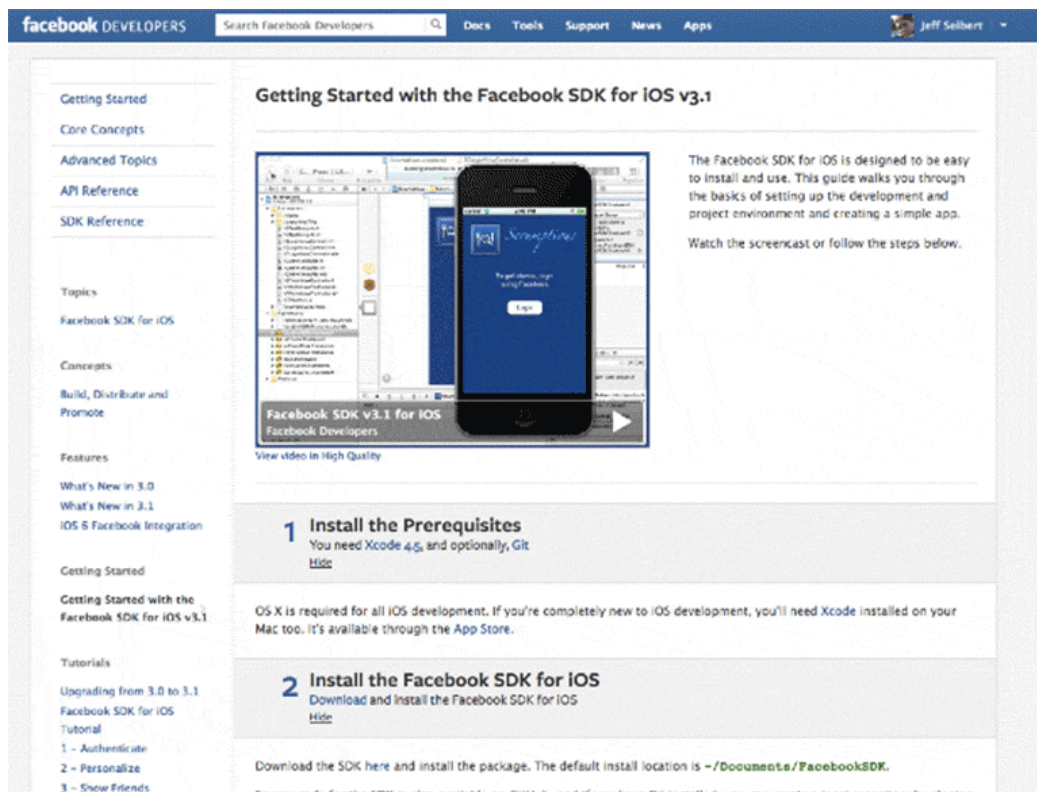 facebook DEVELOPERS
Search Facebook Developers
Docs
Tools
Support
News
Apps
Jeff Seibert
Getting Started
Core Concepts
Advanced Topics
API Reference
SDK Reference
Topics
Facebook SDK for iOS
Concepts
Build, Distribute and
Promote
Features
What's New in 3.0
What's New in 3.1
iOS 6 Facebook Integration
Getting Started
Getting Started with the
Facebook SDK for iOS v3.1
Tutorials
Upgrading from 3.0 to 3.1
Facebook SDK for iOS
Tutorial
1 – Authenticate
2 – Personalize
3 – Show Friends
Getting Started with the Facebook SDK for iOS v3.1
Scrumptious
To get started, login
using Facebook
Login
Facebook SDK v3.1 for iOS
Facebook Developers
View video in High Quality
The Facebook SDK for iOS is designed to be easy
to install and use. This guide walks you through
the basics of setting up the development and
project environment and creating a simple app.
Watch the screencast or follow the steps below.
1 Install the Prerequisites
You need Xcode 4.5, and optionally, Git
Hide
OS X is required for all iOS development. If you're completely new to iOS development, you'll need Xcode installed on your
Mac too. It's available through the App Store.
2 Install the Facebook SDK for iOS
Download and install the Facebook SDK for iOS
Hide
Download the SDK here and install the package. The default install location is ~/Documents/FacebookSDK.